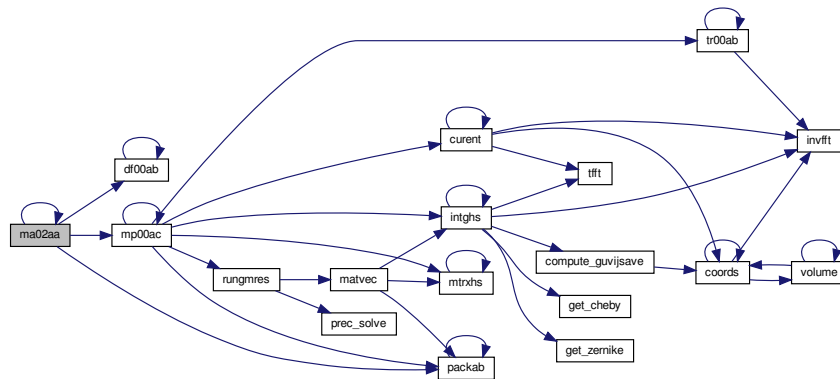 tr00ab
curent
invfft
df00ab
tfft
ma02aa
mp00ac
intghs
compute_guvijsave
coords
volume
rungmres
matvec
mtrxhs
get_cheby
prec_solve
get_zernike
packab